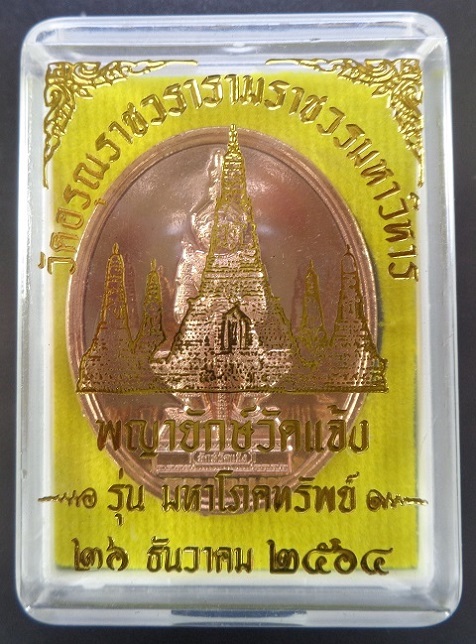 วัดอรุณราชวรารามราชวรมหาวิหาร
พญายักษ์วัดแจ้ง
รุ่น มหาโภคทรัพย์
๒๖ ธันวาคม ๒๕๖๔